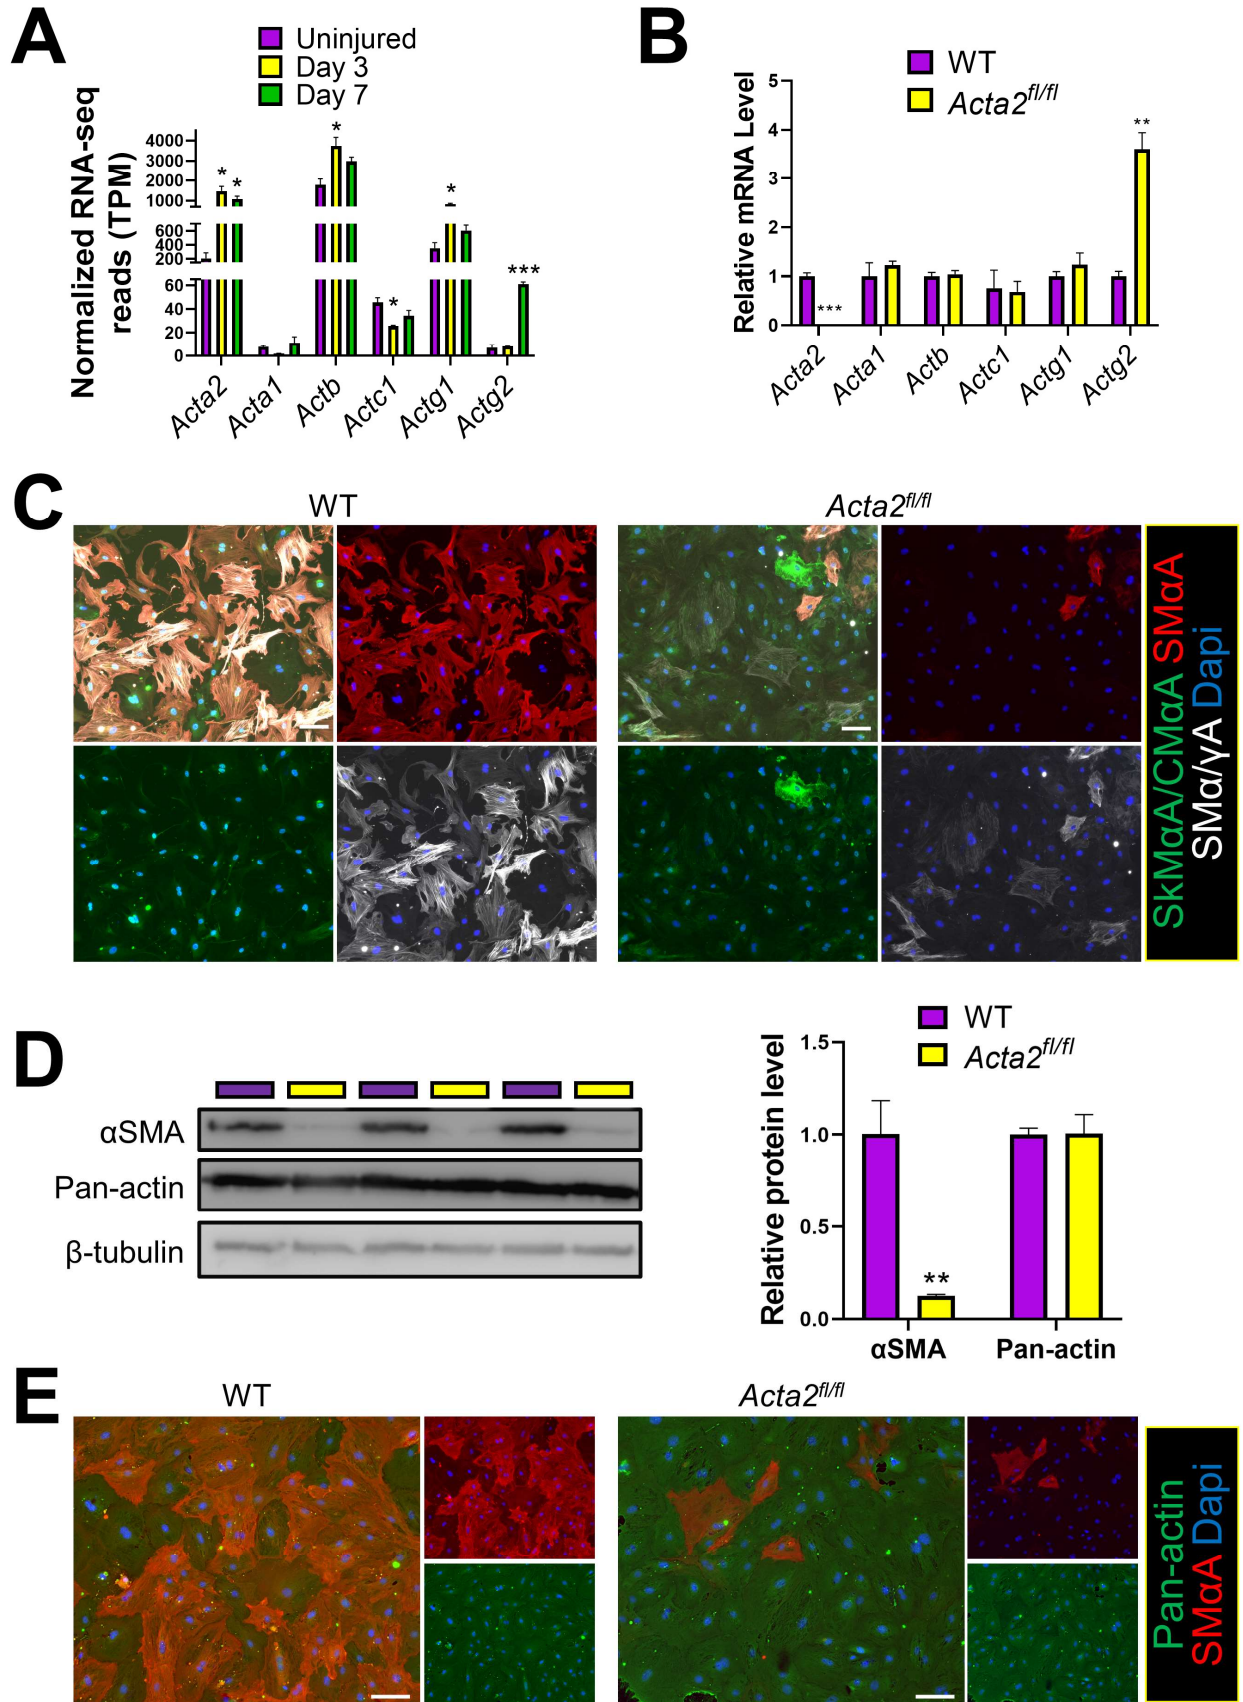 A
Uninjured
Day 3
Day 7
Normalized RNA-seq
reads (TPM)
4000
3000
2000
1000
600
400
200
60
40
20
0
*
*
*
*
*
***
Acta2
Acta1
Actb
Actc1
Actg1
Actg2
B
WT
Acta2fl/fl
Relative mRNA Level
5
4
3
2
1
0
***
**
Acta2
Acta1
Actb
Actc1
Actg1
Actg2
C
WT
Acta2fl/fl
SkMαA/CMαA SMαA
SMα/γA Dapi
D
αSMA
Pan-actin
β-tubulin
WT
Acta2fl/fl
Relative protein level
1.5
1.0
0.5
0.0
**
αSMA
Pan-actin
E
WT
Acta2fl/fl
Pan-actin
SMαA Dapi